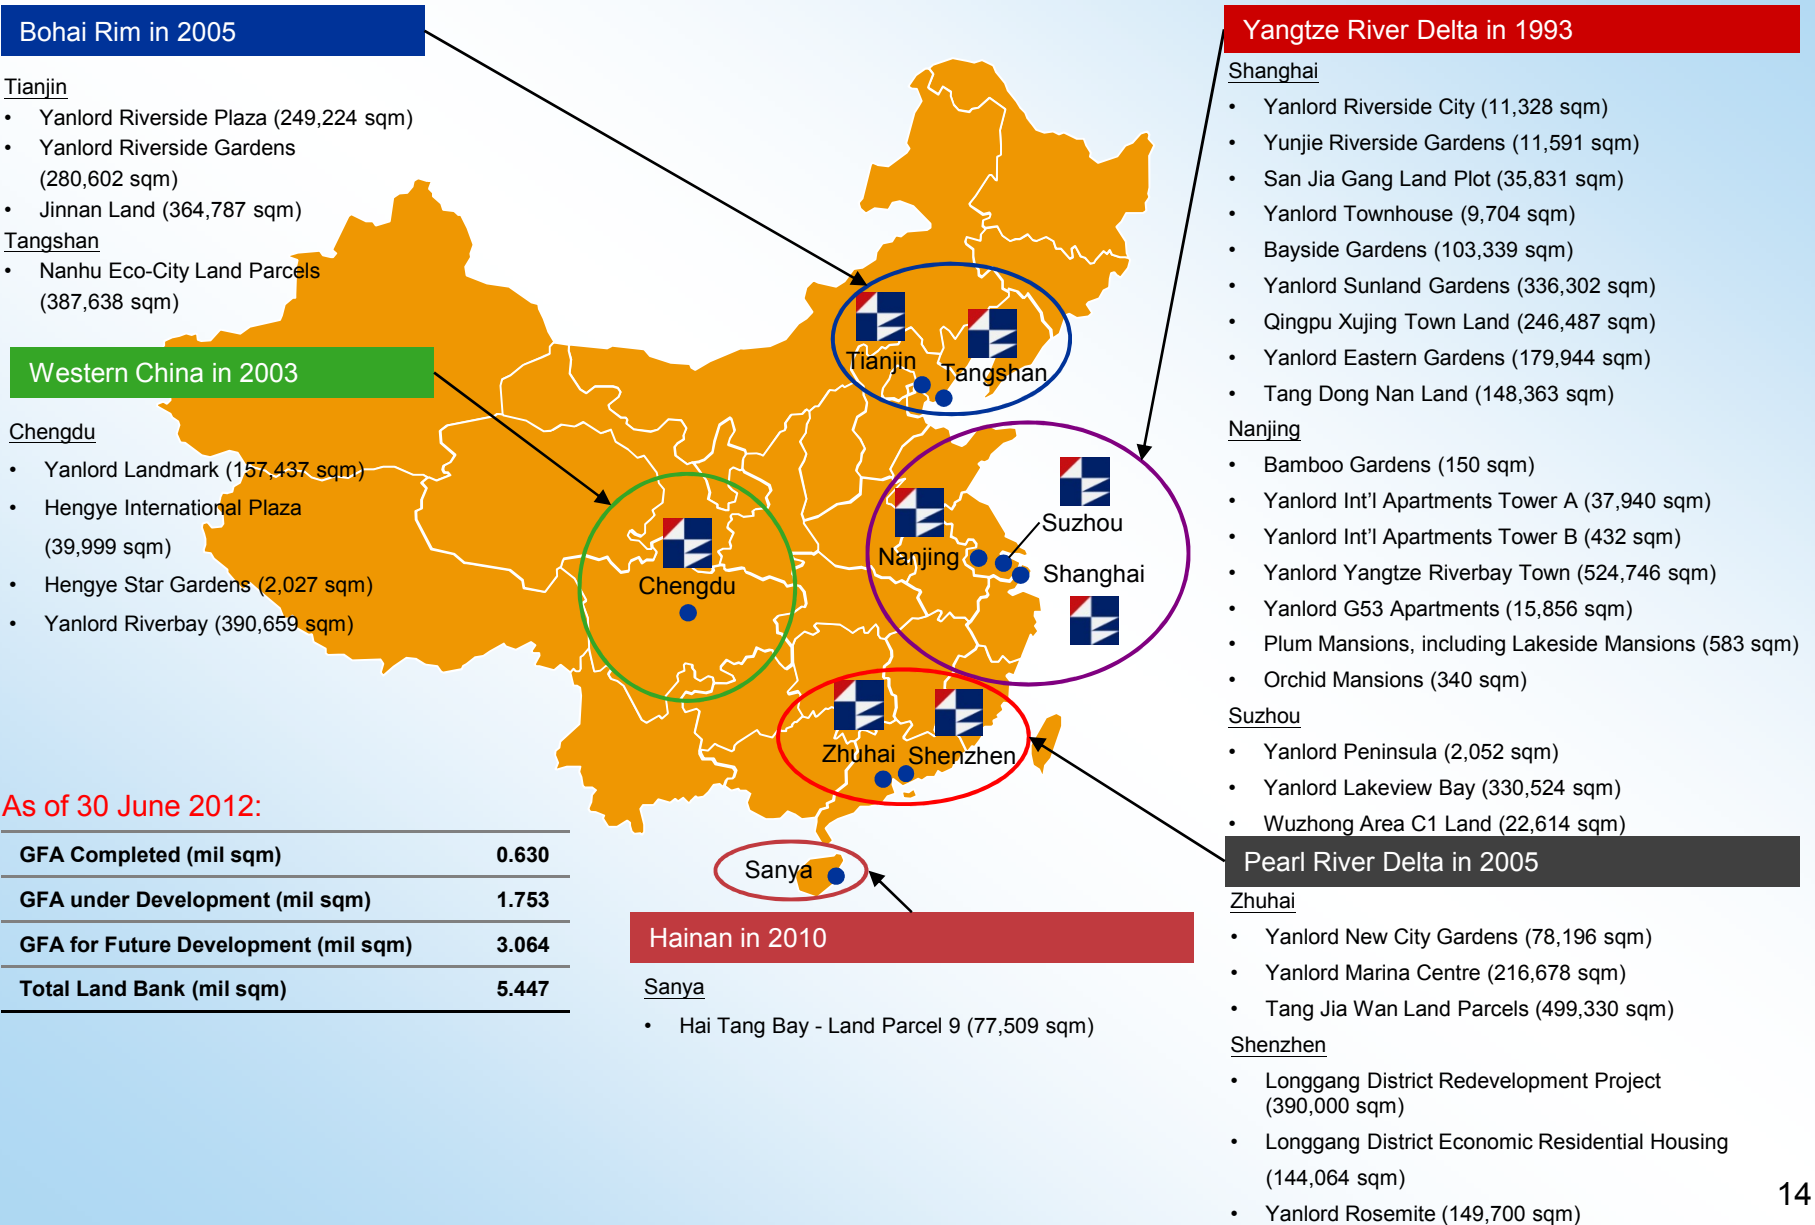 Bohai Rim in 2005
Tianjin
• Yanlord Riverside Plaza (249,224 sqm)
• Yanlord Riverside Gardens
(280,602 sqm)
• Jinnan Land (364,787 sqm)
Tangshan
• Nanhu Eco-City Land Parcels
(387,638 sqm)
Western China in 2003
Chengdu
• Yanlord Landmark (157,437 sqm)
• Hengye International Plaza
(39,999 sqm)
• Hengye Star Gardens (2,027 sqm)
• Yanlord Riverbay (390,659 sqm)
As of 30 June 2012:
GFA Completed (mil sqm) 0.630
GFA under Development (mil sqm) 1.753
GFA for Future Development (mil sqm) 3.064
Total Land Bank (mil sqm) 5.447
Tianjin
Tangshan
Suzhou
Nanjing
Shanghai
Chengdu
Zhuhai
Shenzhen
Sanya
Hainan in 2010
Sanya
• Hai Tang Bay - Land Parcel 9 (77,509 sqm)
Yangtze River Delta in 1993
Shanghai
• Yanlord Riverside City (11,328 sqm)
• Yunjie Riverside Gardens (11,591 sqm)
• San Jia Gang Land Plot (35,831 sqm)
• Yanlord Townhouse (9,704 sqm)
• Bayside Gardens (103,339 sqm)
• Yanlord Sunland Gardens (336,302 sqm)
• Qingpu Xujing Town Land (246,487 sqm)
• Yanlord Eastern Gardens (179,944 sqm)
• Tang Dong Nan Land (148,363 sqm)
Nanjing
• Bamboo Gardens (150 sqm)
• Yanlord Int’l Apartments Tower A (37,940 sqm)
• Yanlord Int’l Apartments Tower B (432 sqm)
• Yanlord Yangtze Riverbay Town (524,746 sqm)
• Yanlord G53 Apartments (15,856 sqm)
• Plum Mansions, including Lakeside Mansions (583 sqm)
• Orchid Mansions (340 sqm)
Suzhou
• Yanlord Peninsula (2,052 sqm)
• Yanlord Lakeview Bay (330,524 sqm)
• Wuzhong Area C1 Land (22,614 sqm)
Pearl River Delta in 2005
Zhuhai
• Yanlord New City Gardens (78,196 sqm)
• Yanlord Marina Centre (216,678 sqm)
• Tang Jia Wan Land Parcels (499,330 sqm)
Shenzhen
• Longgang District Redevelopment Project
(390,000 sqm)
• Longgang District Economic Residential Housing
(144,064 sqm)
• Yanlord Rosemite (149,700 sqm)
14